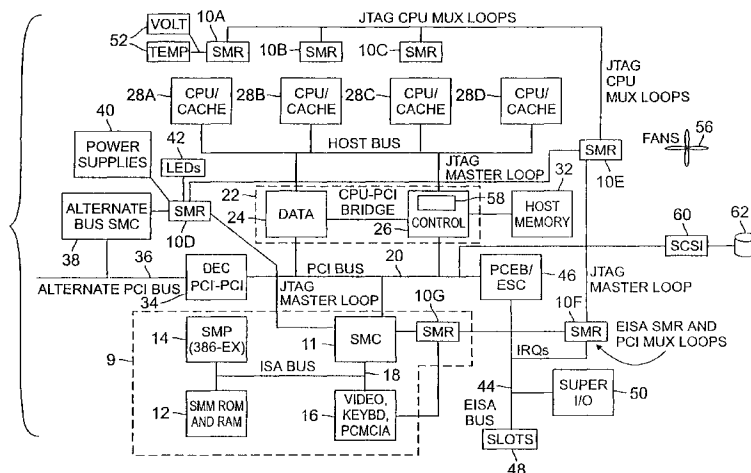 VOLT
10A
JTAG CPU MUX LOOPS
52
TEMP
SMR
10B
SMR
10C
SMR
28A
CPU/
CACHE
28B
CPU/
CACHE
28C
CPU/
CACHE
28D
CPU/
CACHE
JTAG
CPU
MUX LOOPS
40
42
HOST BUS
POWER
SUPPLIES
LEDs
JTAG
MASTER LOOP
SMR
10E
FANS
56
22
CPU-PCI
BRIDGE
58
32
ALTERNATE
BUS SMC
SMR
10D
24
DATA
26
CONTROL
HOST
MEMORY
60
62
38
SCSI
36
DEC
PCI-PCI
PCI BUS
20
PCEB/
ESC
46
ALTERNATE PCI BUS
34
JTAG
MASTER LOOP
JTAG
MASTER LOOP
10G
10F
14
SMP
(386-EX)
11
SMC
SMR
SMR
EISA SMR AND
PCI MUX LOOPS
9
IRQs
ISA BUS
18
44
12
SMM ROM
AND RAM
16
VIDEO,
KEYBD,
PCMCIA
EISA
BUS
SUPER
I/O
50
SLOTS
48